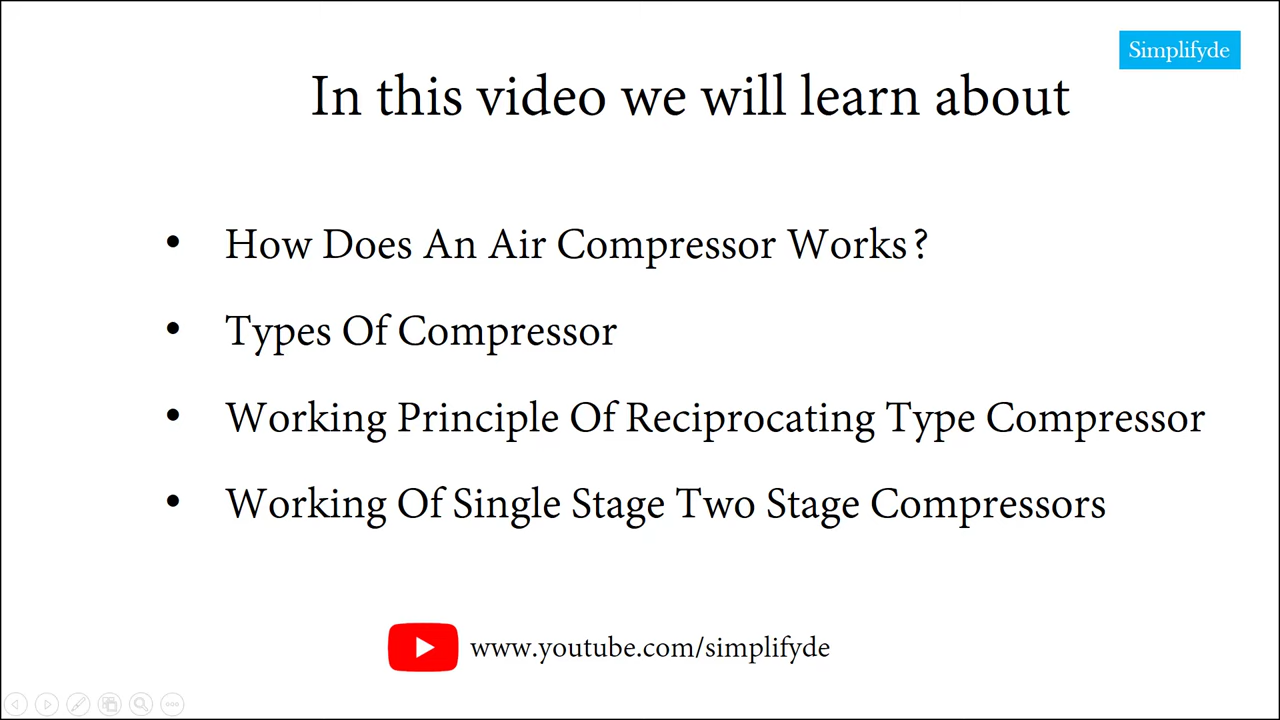 Simplifyde
In this video we will learn about
• How Does An Air Compressor Works?
• Types Of Compressor
• Working Principle Of Reciprocating Type Compressor
• Working Of Single Stage Two Stage Compressors
www.youtube.com/simplifyde